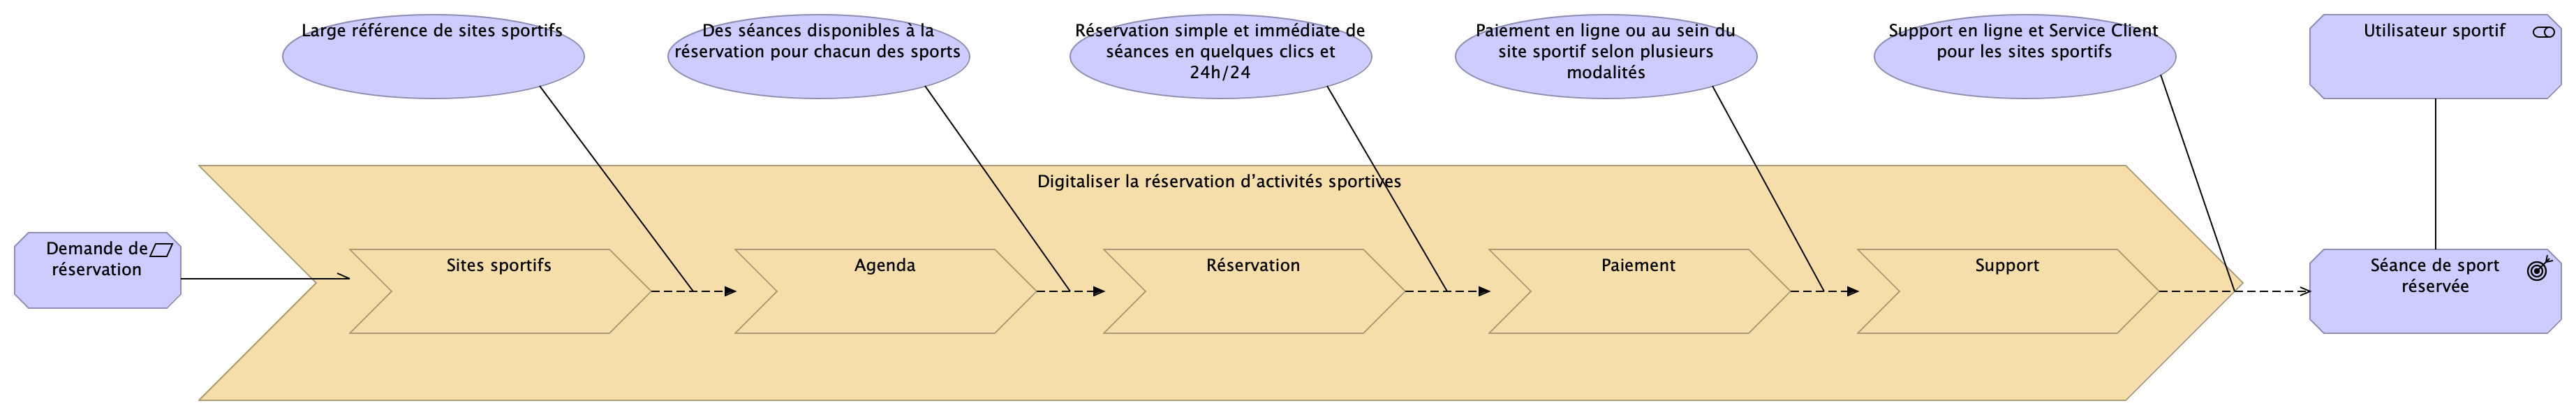 Large référence de sites sportifs
Des séances disponibles à la
réservation pour chacun des sports
Réservation simple et immédiate de
séances en quelques clics et
24h/24
Paiement en ligne ou au sein du
site sportif selon plusieurs
modalités
Support en ligne et Service Client
pour les sites sportifs
Utilisateur sportif
Digitaliser la réservation d’activités sportives
Demande de
réservation
Sites sportifs
Agenda
Réservation
Paiement
Support
Séance de sport
réservée